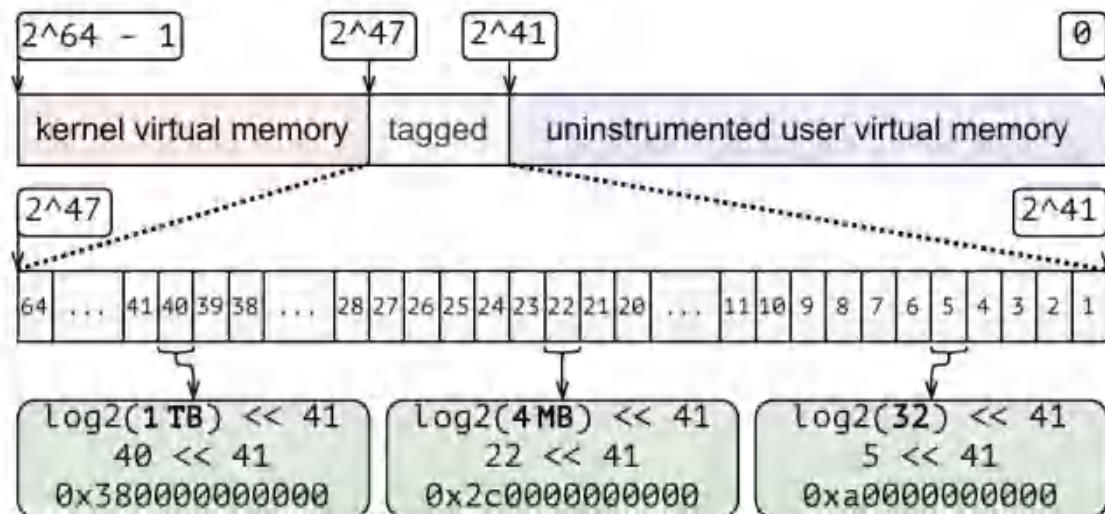 2^64 - 1 2^47 2^41 0
kernel virtual memory tagged uninstrumented user virtual memory
2^47 2^41
64 ... 41 40 39 38 ... 28 27 26 25 24 23 22 21 20 ... 11 10 9 8 7 6 5 4 3 2 1
log2(1TB) << 41
40 << 41
0x380000000000
log2(4MB) << 41
22 << 41
0x2c0000000000
log2(32) << 41
5 << 41
0xa0000000000